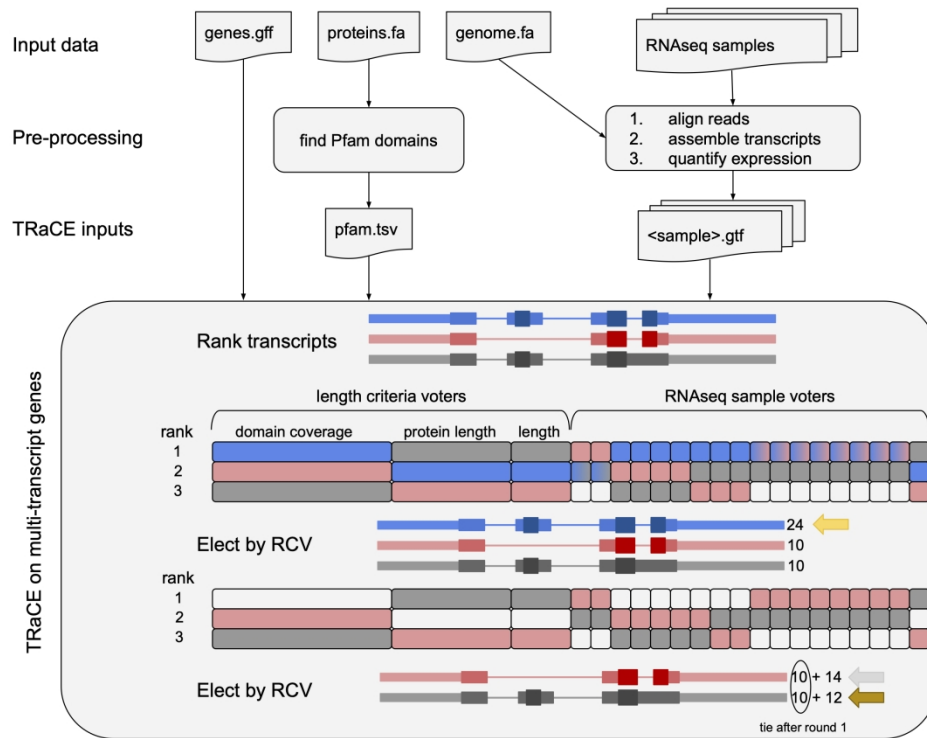 Input data
genes.gff
proteins.fa
genome.fa
RNAseq samples
Pre-processing
find Pfam domains
1. align reads
2. assemble transcripts
3. quantify expression
TRaCE inputs
pfam.tsv
<sample>.gtf
TRaCE on multi-transcript genes
Rank transcripts
length criteria voters
RNAseq sample voters
rank
domain coverage
protein length
length
1
2
3
Elect by RCV
24
10
10
rank
1
2
3
Elect by RCV
10 + 14
10 + 12
tie after round 1